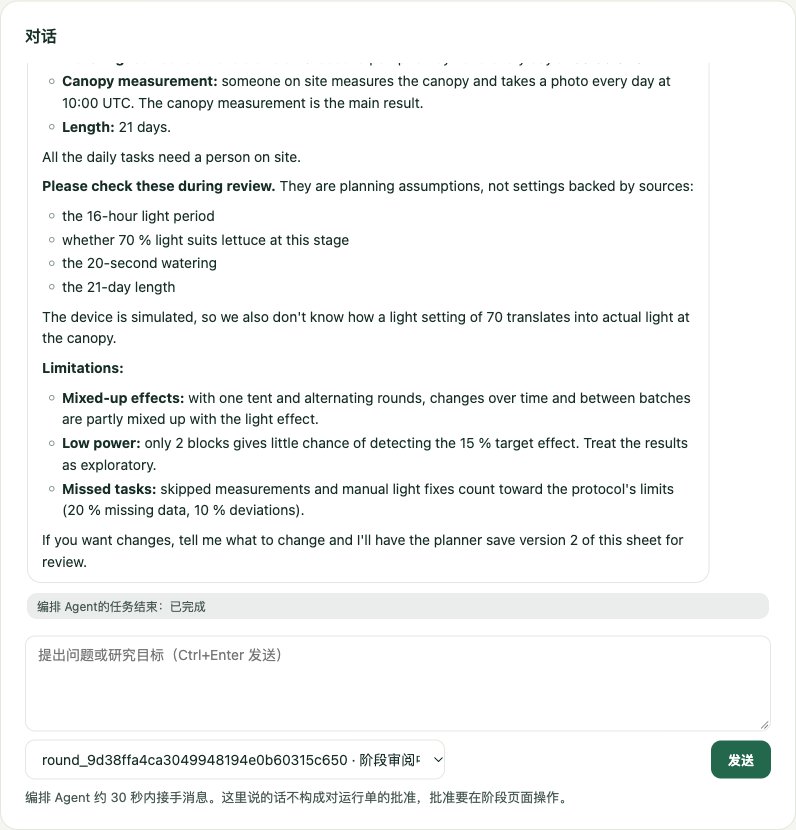 对话
Canopy measurement: someone on site measures the canopy and takes a photo every day at
10:00 UTC. The canopy measurement is the main result.
Length: 21 days.
All the daily tasks need a person on site.
Please check these during review. They are planning assumptions, not settings backed by sources:
the 16-hour light period
whether 70 % light suits lettuce at this stage
the 20-second watering
the 21-day length
The device is simulated, so we also don't know how a light setting of 70 translates into actual light at
the canopy.
Limitations:
Mixed-up effects: with one tent and alternating rounds, changes over time and between batches
are partly mixed up with the light effect.
Low power: only 2 blocks gives little chance of detecting the 15 % target effect. Treat the results
as exploratory.
Missed tasks: skipped measurements and manual light fixes count toward the protocol's limits
(20 % missing data, 10 % deviations).
If you want changes, tell me what to change and I'll have the planner save version 2 of this sheet for
review.
编排 Agent的任务结束：已完成
提出问题或研究目标（Ctrl+Enter 发送）
round_9d38ffa4ca3049948194e0b60315c650 · 阶段审阅
发送
编排 Agent 约 30 秒内接手消息。这里说的话不构成对运行单的批准，批准要在阶段页面操作。